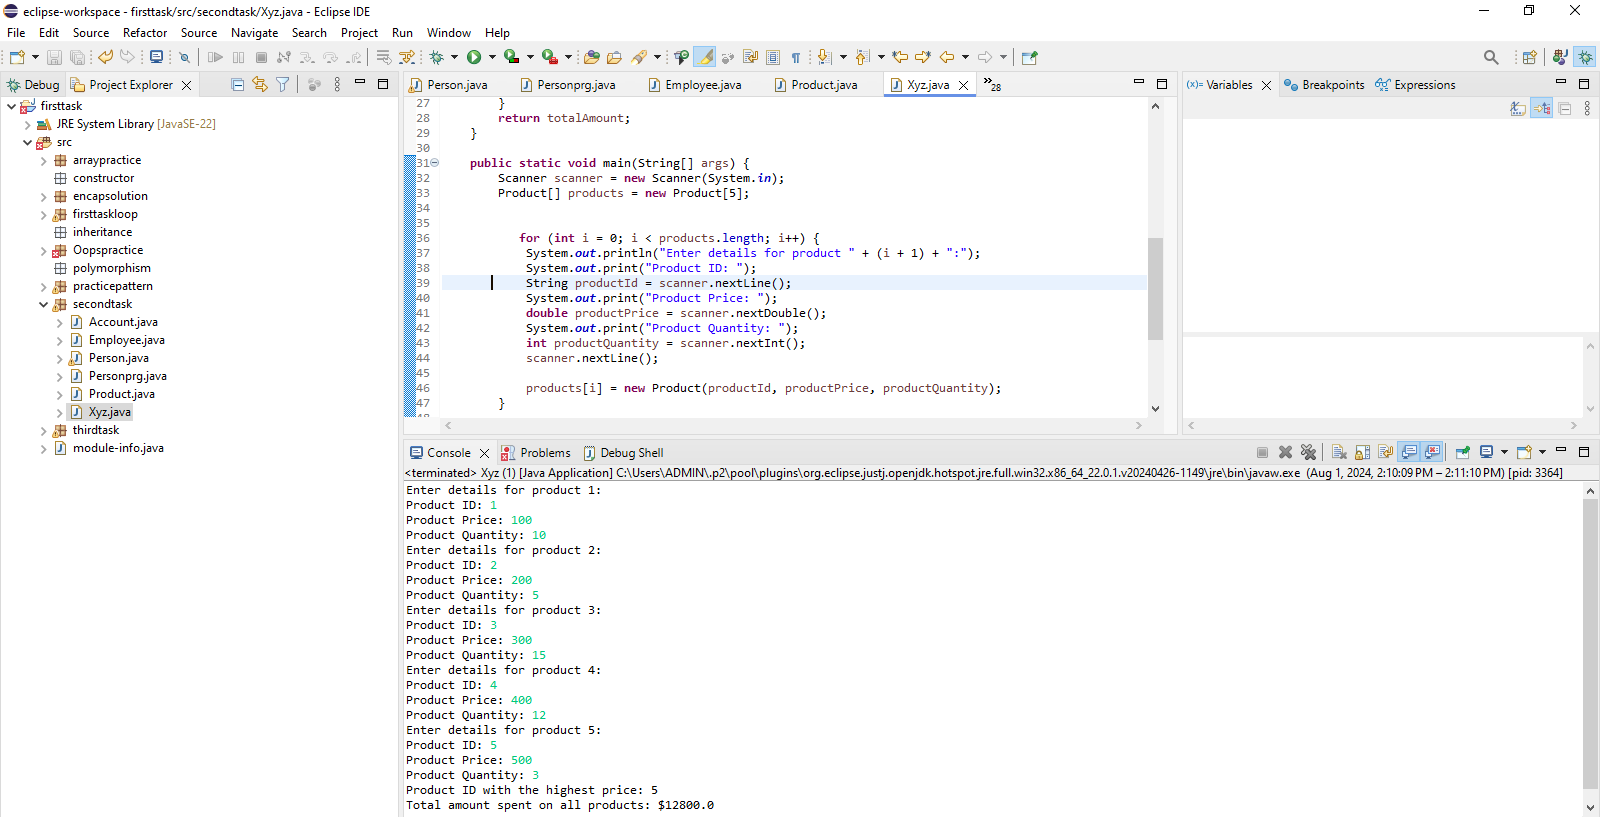 eclipse-workspace - firsttask/src/secondtask/Xyz.java - Eclipse IDE
File Edit Source Refactor Source Navigate Search Project Run Window Help
Debug Project Explorer
firsttask
JRE System Library [JavaSE-22]
src
arraypractice
constructor
encapsolution
firsttaskloop
inheritance
Oopspractice
polymorphism
practicepattern
secondtask
Account.java
Employee.java
Person.java
Personprg.java
Product.java
Xyz.java
thirdtask
module-info.java
Person.java Personprg.java Employee.java Product.java Xyz.java »28
27 }
28 return totalAmount;
29 }
30
31 public static void main(String[] args) {
32 Scanner scanner = new Scanner(System.in);
33 Product[] products = new Product[5];
34
35
36 for (int i = 0; i < products.length; i++) {
37 System.out.println("Enter details for product " + (i + 1) + ":");
38 System.out.print("Product ID: ");
39 String productId = scanner.nextLine();
40 System.out.print("Product Price: ");
41 double productPrice = scanner.nextDouble();
42 System.out.print("Product Quantity: ");
43 int productQuantity = scanner.nextInt();
44 scanner.nextLine();
45
46 products[i] = new Product(productId, productPrice, productQuantity);
47 }
(x)= Variables Breakpoints Expressions
Console Problems Debug Shell
<terminated> Xyz (1) [Java Application] C:\Users\ADMIN\.p2\pool\plugins\org.eclipse.justj.openjdk.hotspot.jre.full.win32.x86_64_22.0.1.v20240426-1149\jre\bin\javaw.exe (Aug 1, 2024, 2:10:09 PM – 2:11:10 PM) [pid: 3364]
Enter details for product 1:
Product ID: 1
Product Price: 100
Product Quantity: 10
Enter details for product 2:
Product ID: 2
Product Price: 200
Product Quantity: 5
Enter details for product 3:
Product ID: 3
Product Price: 300
Product Quantity: 15
Enter details for product 4:
Product ID: 4
Product Price: 400
Product Quantity: 12
Enter details for product 5:
Product ID: 5
Product Price: 500
Product Quantity: 3
Product ID with the highest price: 5
Total amount spent on all products: $12800.0